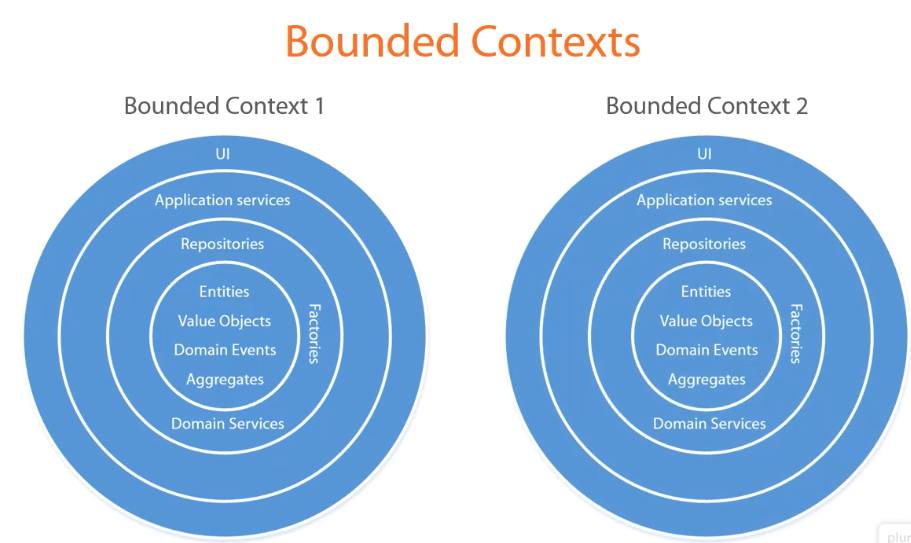 Bounded Contexts
Bounded Context 1
UI
Application services
Repositories
Entities
Value Objects
Domain Events
Aggregates
Factories
Domain Services
Bounded Context 2
UI
Application services
Repositories
Entities
Value Objects
Domain Events
Aggregates
Factories
Domain Services